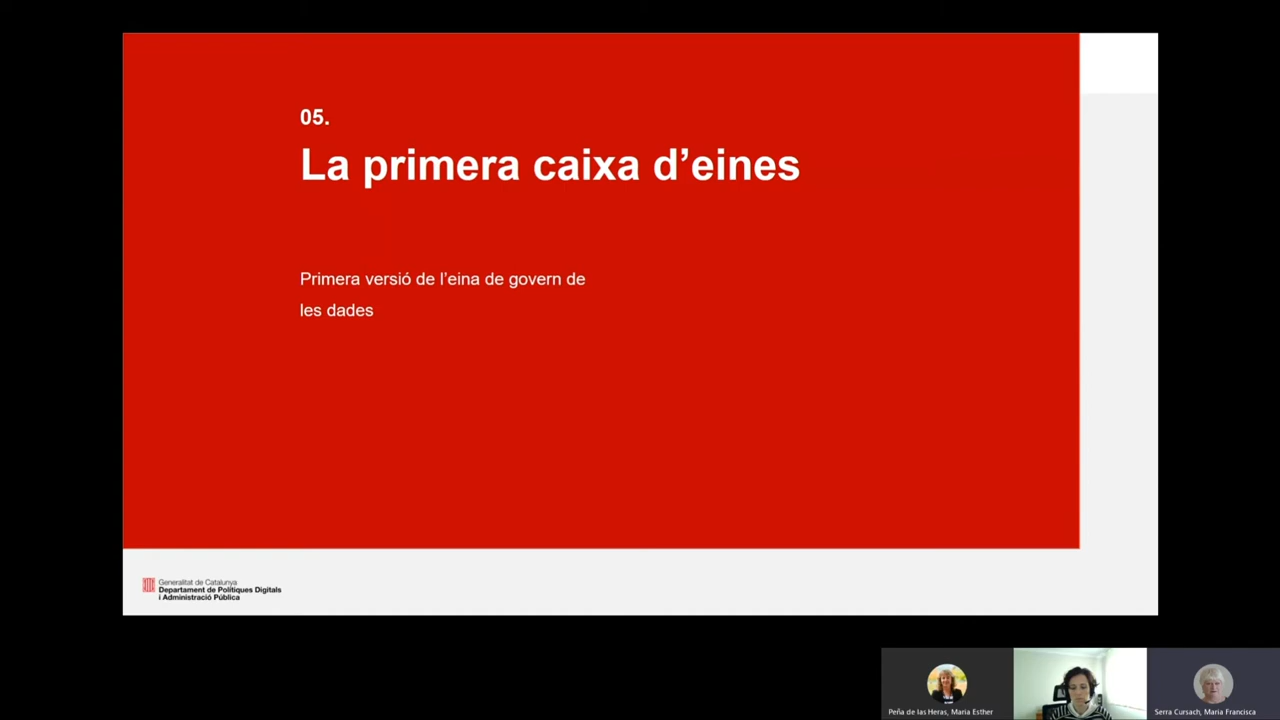 05.
La primera caixa d’eines
Primera versió de l’eina de govern de
les dades
Generalitat de Catalunya
Departament de Polítiques Digitals
i Administració Pública
Peña de las Heras, Maria Esther
Serra Cursach, Maria Francisca